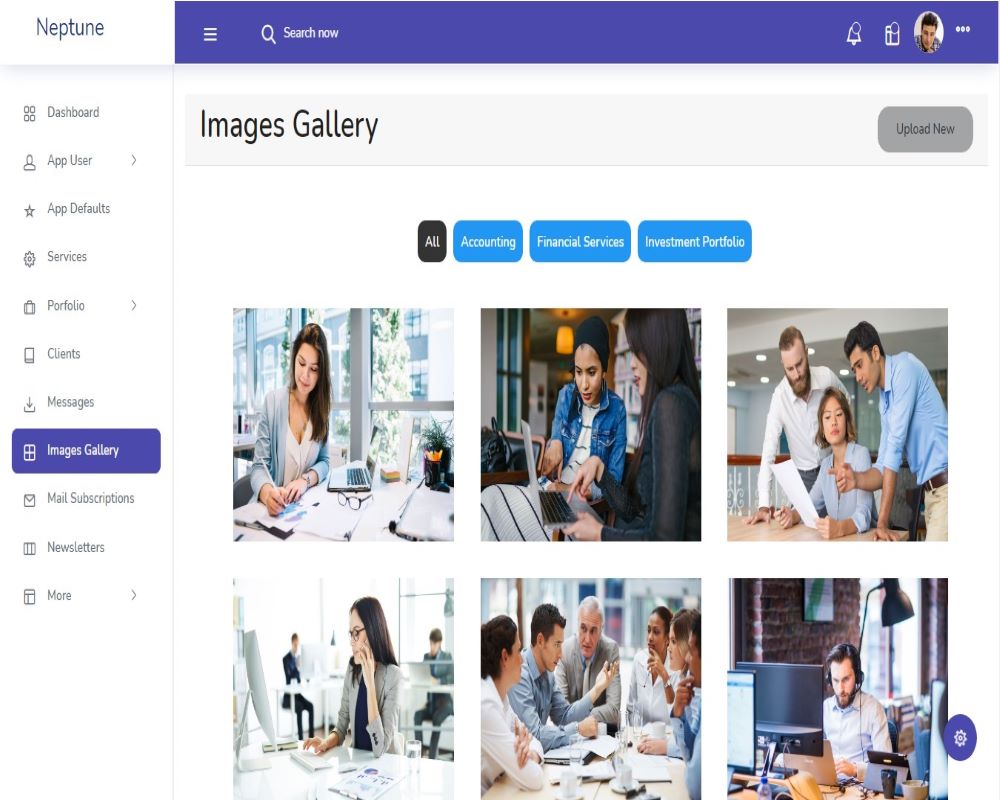 Neptune
Search now
Dashboard
App User
App Defaults
Services
Porfolio
Clients
Messages
Images Gallery
Mail Subscriptions
Newsletters
More
Images Gallery
Upload New
All
Accounting
Financial Services
Investment Portfolio